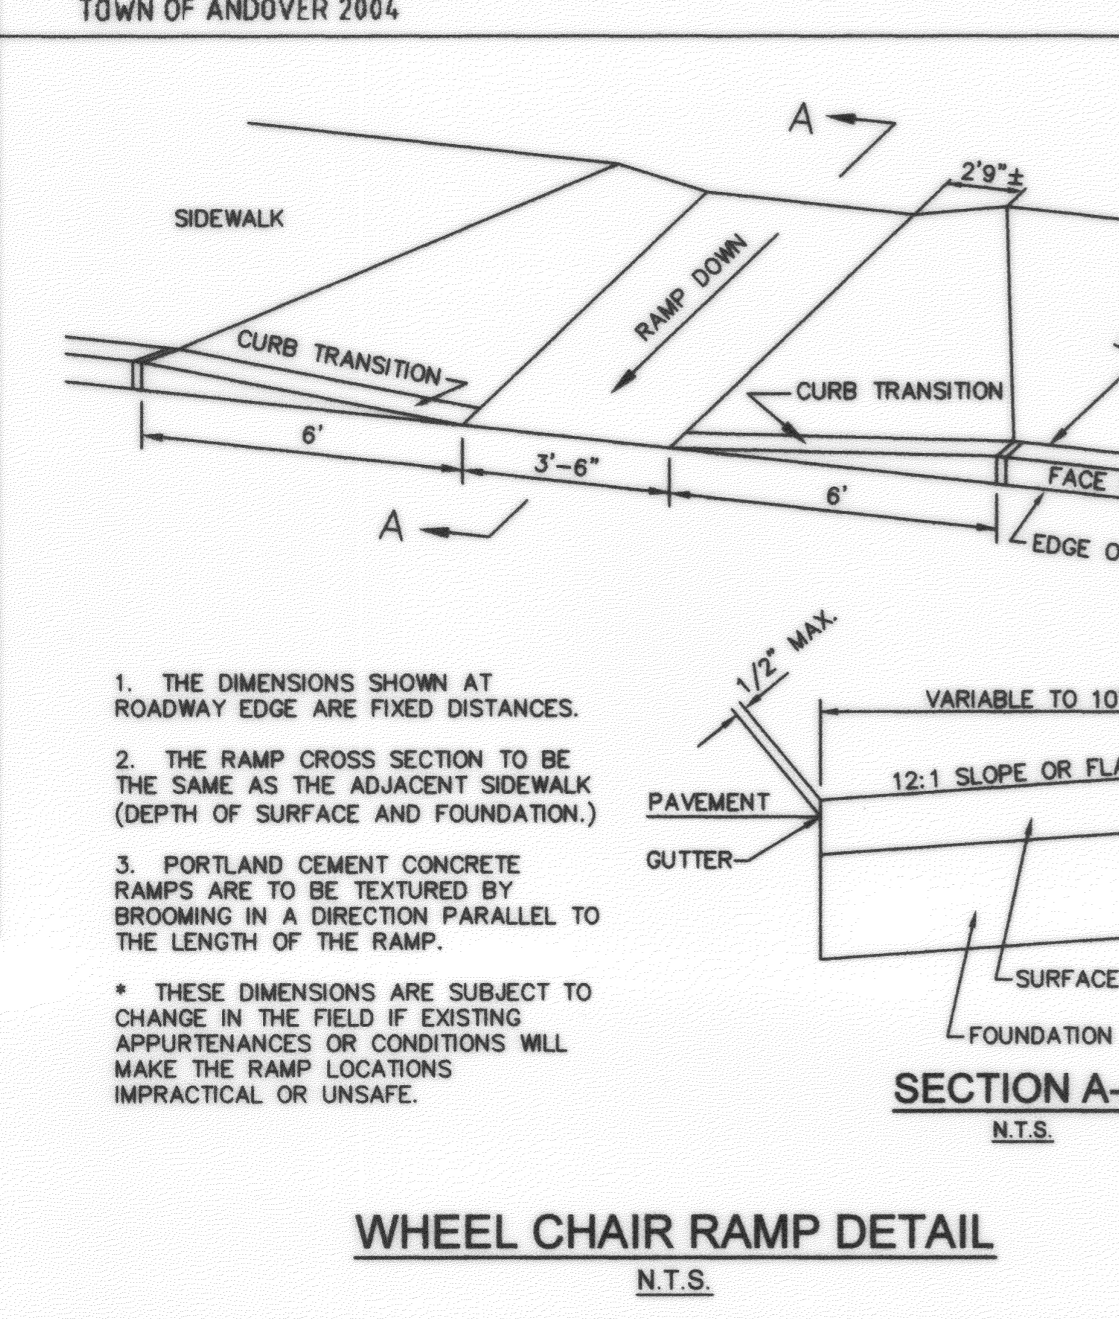 TOWN OF ANDOVER 2004
A
2'9"±
SIDEWALK
RAMP DOWN
CURB TRANSITION
CURB TRANSITION
6'
3'-6"
6'
FACE
EDGE
A
1/2" MAX.
VARIABLE TO 10
12:1 SLOPE OR
PAVEMENT
GUTTER
SURFACE
FOUNDATION
SECTION A-
N.T.S.
1. THE DIMENSIONS SHOWN AT
ROADWAY EDGE ARE FIXED DISTANCES.
2. THE RAMP CROSS SECTION TO BE
THE SAME AS THE ADJACENT SIDEWALK
(DEPTH OF SURFACE AND FOUNDATION.)
3. PORTLAND CEMENT CONCRETE
RAMPS ARE TO BE TEXTURED BY
BROOMING IN A DIRECTION PARALLEL TO
THE LENGTH OF THE RAMP.
* THESE DIMENSIONS ARE SUBJECT TO
CHANGE IN THE FIELD IF EXISTING
APPURTENANCES OR CONDITIONS WILL
MAKE THE RAMP LOCATIONS
IMPRACTICAL OR UNSAFE.
WHEEL CHAIR RAMP DETAIL
N.T.S.